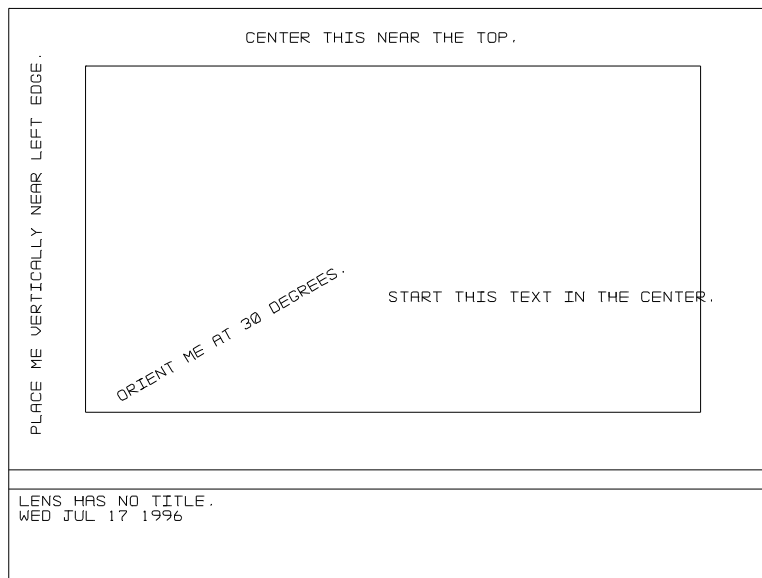 CENTER THIS NEAR THE TOP.
PLACE ME VERTICALLY NEAR LEFT EDGE.
ORIENT ME AT 30 DEGREES.
START THIS TEXT IN THE CENTER.
LENS HAS NO TITLE.
WED JUL 17 1996